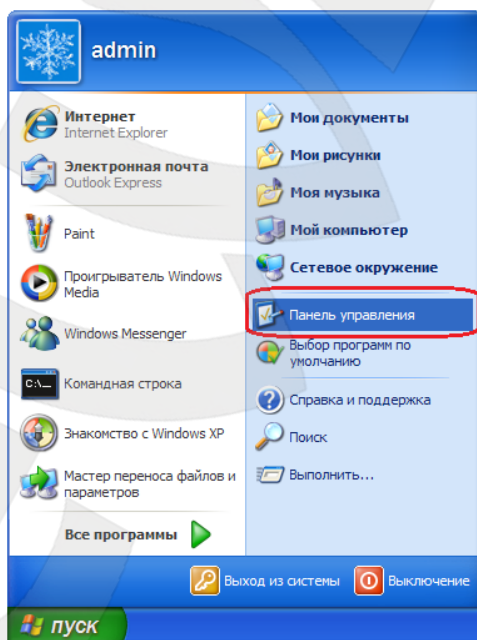 admin
Интернет
Internet Explorer
Электронная почта
Outlook Express
Paint
Проигрыватель Windows
Media
Windows Messenger
C:\_
Командная строка
Знакомство с Windows XP
Мастер переноса файлов и
параметров
Все программы
Мои документы
Мои рисунки
Моя музыка
Мой компьютер
Сетевое окружение
Панель управления
Выбор программ по
умолчанию
Справка и поддержка
Поиск
Выполнить...
Выход из системы
Выключение
пуск